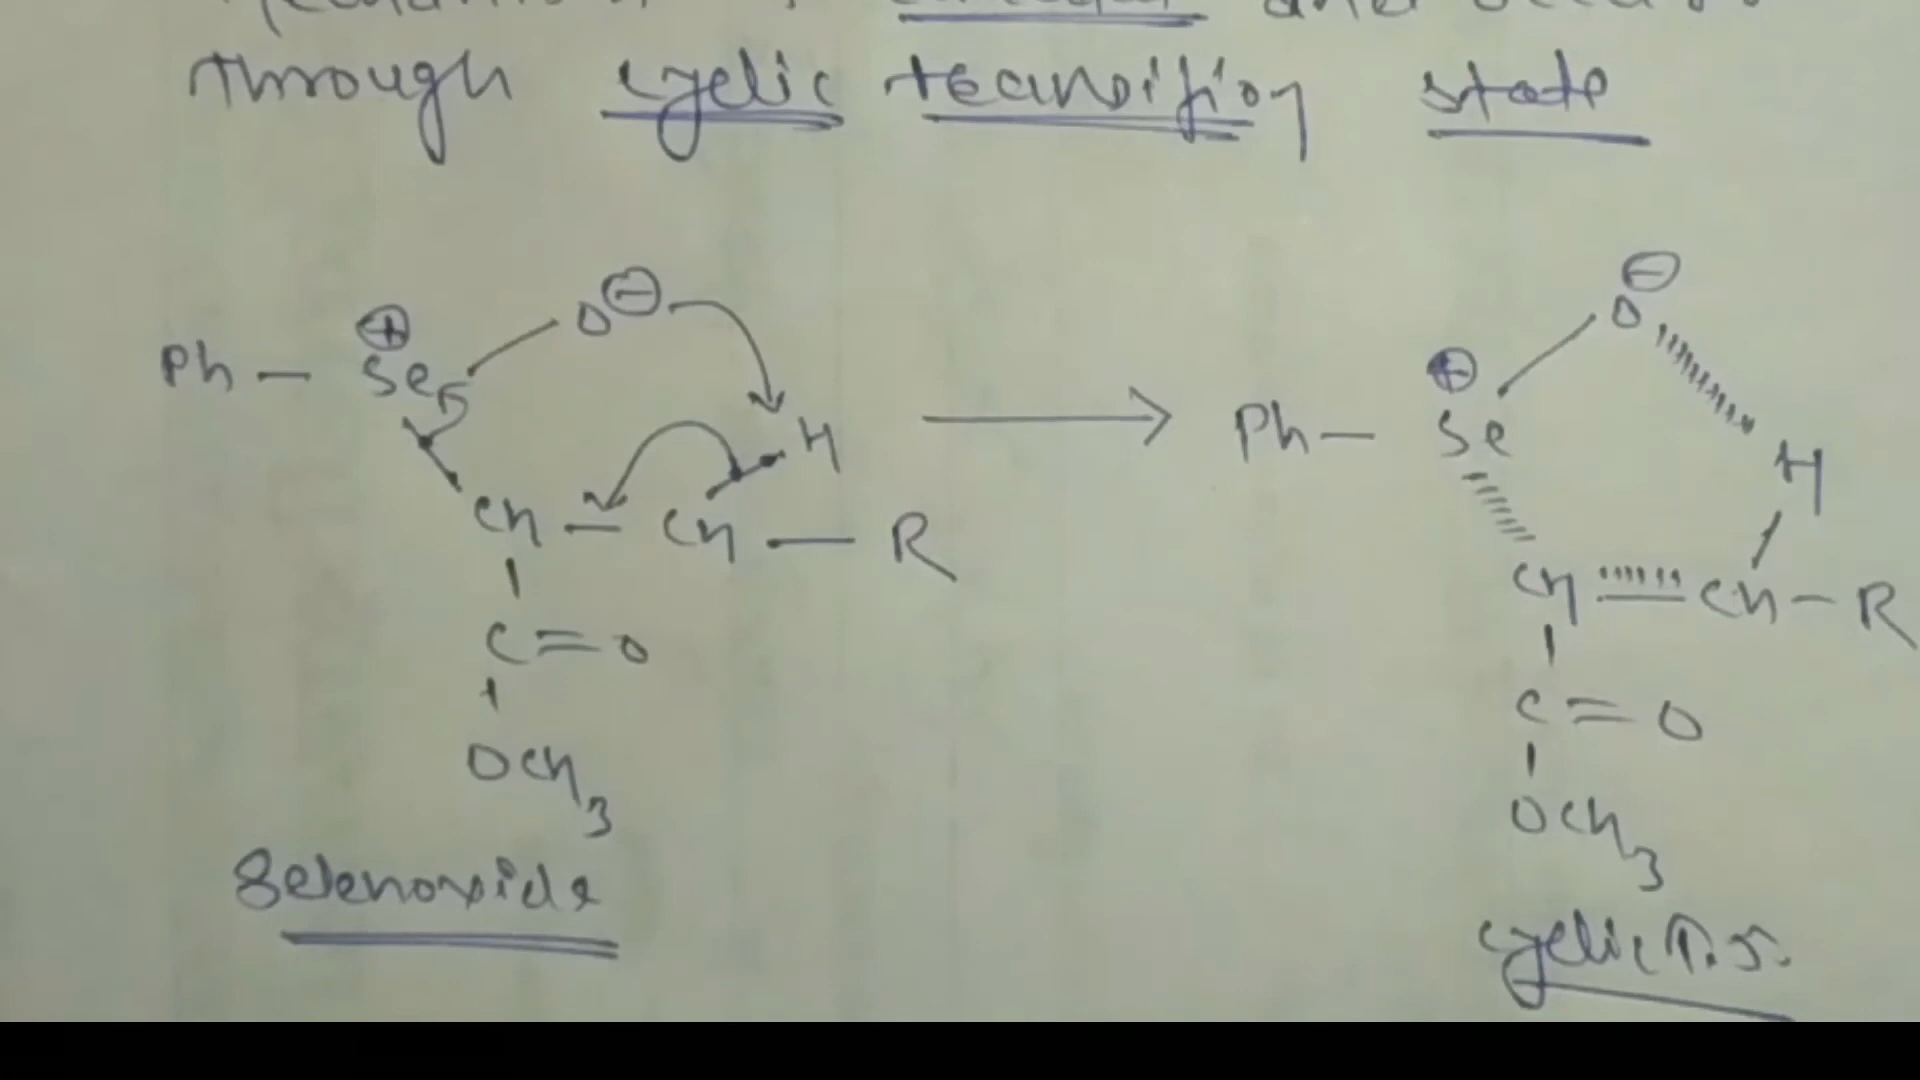 through cyclic transition state
Ph – Se⊕ – O⊖
H
CH – CH – R
C = O
OCH3
Selenoxide
Ph – Se⊕ – O⊖
H
CH = CH – R
C = O
OCH3
cyclic T.S.